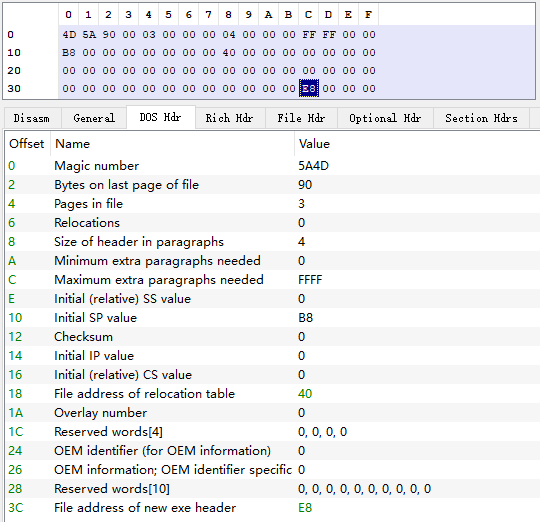 0 1 2 3 4 5 6 7 8 9 A B C D E F
0 4D 5A 90 00 03 00 00 00 04 00 00 00 FF FF 00 00
10 B8 00 00 00 00 00 00 00 40 00 00 00 00 00 00 00
20 00 00 00 00 00 00 00 00 00 00 00 00 00 00 00 00
30 00 00 00 00 00 00 00 00 00 00 00 00 E8 00 00 00
Disasm General DOS Hdr Rich Hdr File Hdr Optional Hdr Section Hdrs
Offset Name Value
0 Magic number 5A4D
2 Bytes on last page of file 90
4 Pages in file 3
6 Relocations 0
8 Size of header in paragraphs 4
A Minimum extra paragraphs needed 0
C Maximum extra paragraphs needed FFFF
E Initial (relative) SS value 0
10 Initial SP value B8
12 Checksum 0
14 Initial IP value 0
16 Initial (relative) CS value 0
18 File address of relocation table 40
1A Overlay number 0
1C Reserved words[4] 0, 0, 0, 0
24 OEM identifier (for OEM information) 0
26 OEM information; OEM identifier specific 0
28 Reserved words[10] 0, 0, 0, 0, 0, 0, 0, 0, 0, 0
3C File address of new exe header E8